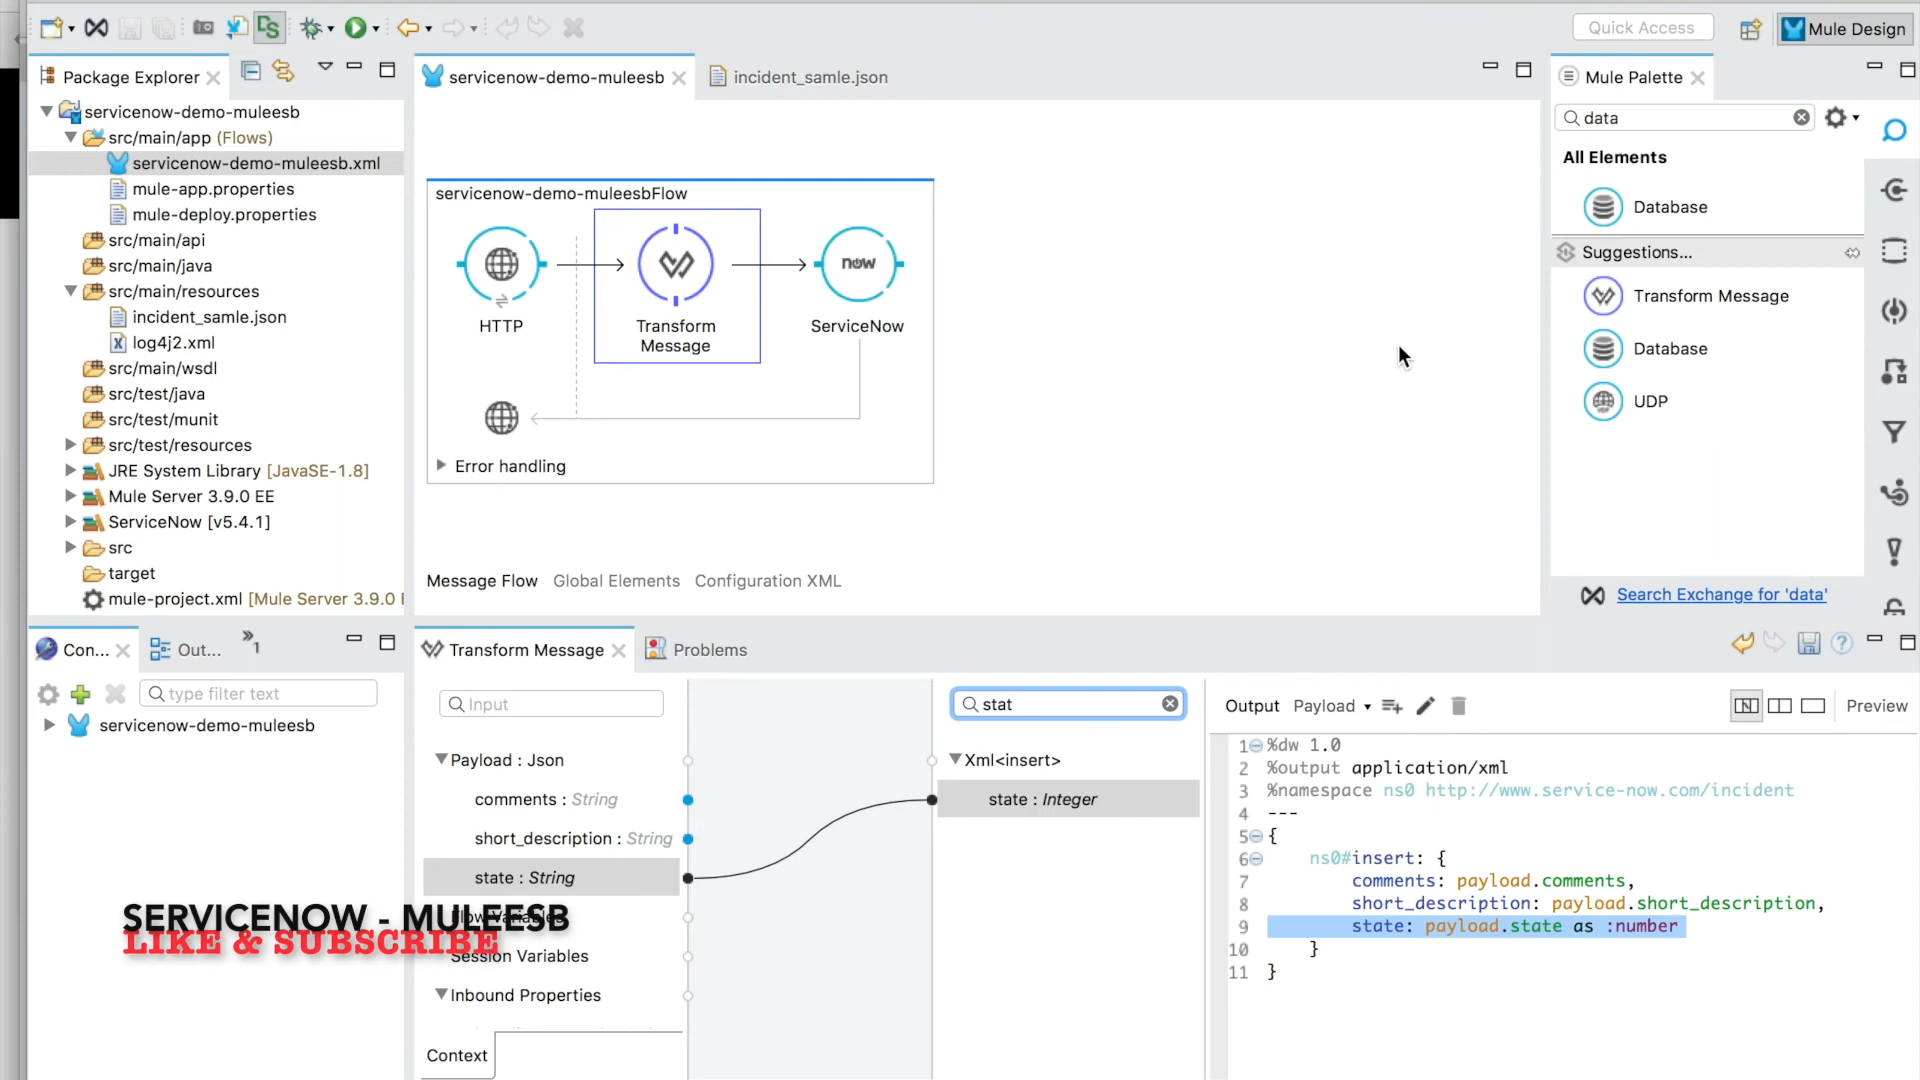 Quick Access
Mule Design
Package Explorer
servicenow-demo-muleesb
incident_samle.json
Mule Palette
servicenow-demo-muleesb
src/main/app (Flows)
servicenow-demo-muleesb.xml
mule-app.properties
mule-deploy.properties
src/main/api
src/main/java
src/main/resources
incident_samle.json
log4j2.xml
src/main/wsdl
src/test/java
src/test/munit
src/test/resources
JRE System Library [JavaSE-1.8]
Mule Server 3.9.0 EE
ServiceNow [v5.4.1]
src
target
mule-project.xml [Mule Server 3.9.0
servicenow-demo-muleesbFlow
now
HTTP
Transform
Message
ServiceNow
Error handling
Message Flow Global Elements Configuration XML
data
All Elements
Database
Suggestions...
Transform Message
Database
UDP
Search Exchange for 'data'
Con...
Out...
1
type filter text
servicenow-demo-muleesb
Transform Message
Problems
Input
stat
Payload : Json
comments : String
short_description : String
state : String
Flow Variables
Session Variables
Inbound Properties
Context
Xml<insert>
state : Integer
Output Payload
Preview
1 %dw 1.0
2 %output application/xml
3 %namespace ns0 http://www.service-now.com/incident
4 ---
5 {
6 ns0#insert: {
7 comments: payload.comments,
8 short_description: payload.short_description,
9 state: payload.state as :number
10 }
11 }
SERVICENOW - MULEESB
LIKE & SUBSCRIBE